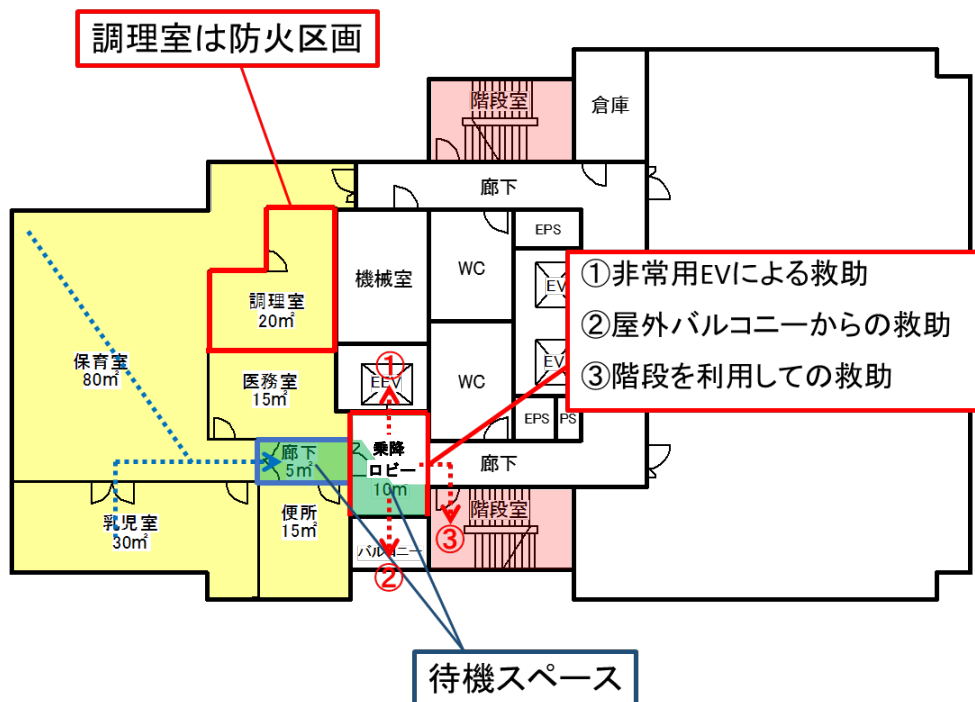 調理室は防火区画
階段室
倉庫
廊下
EPS
機械室
WC
EV
①非常用EVによる救助
②屋外バルコニーからの救助
③階段を利用しての救助
調理室
20㎡
保育室
80㎡
医務室
15㎡
EEV
①
WC
EV
EPS
PS
廊下
5㎡
乗降
ロビー
10㎡
廊下
乳児室
30㎡
便所
15㎡
階段室
③
バルコニー
②
待機スペース